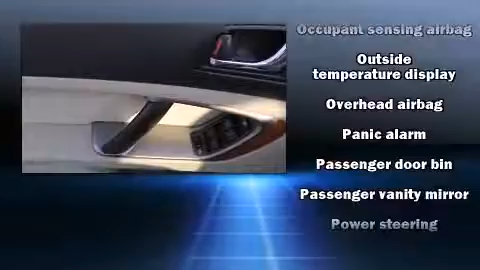 Occupant sensing airbag
Outside
temperature display
Overhead airbag
Panic alarm
Passenger door bin
Passenger vanity mirror
Power steering